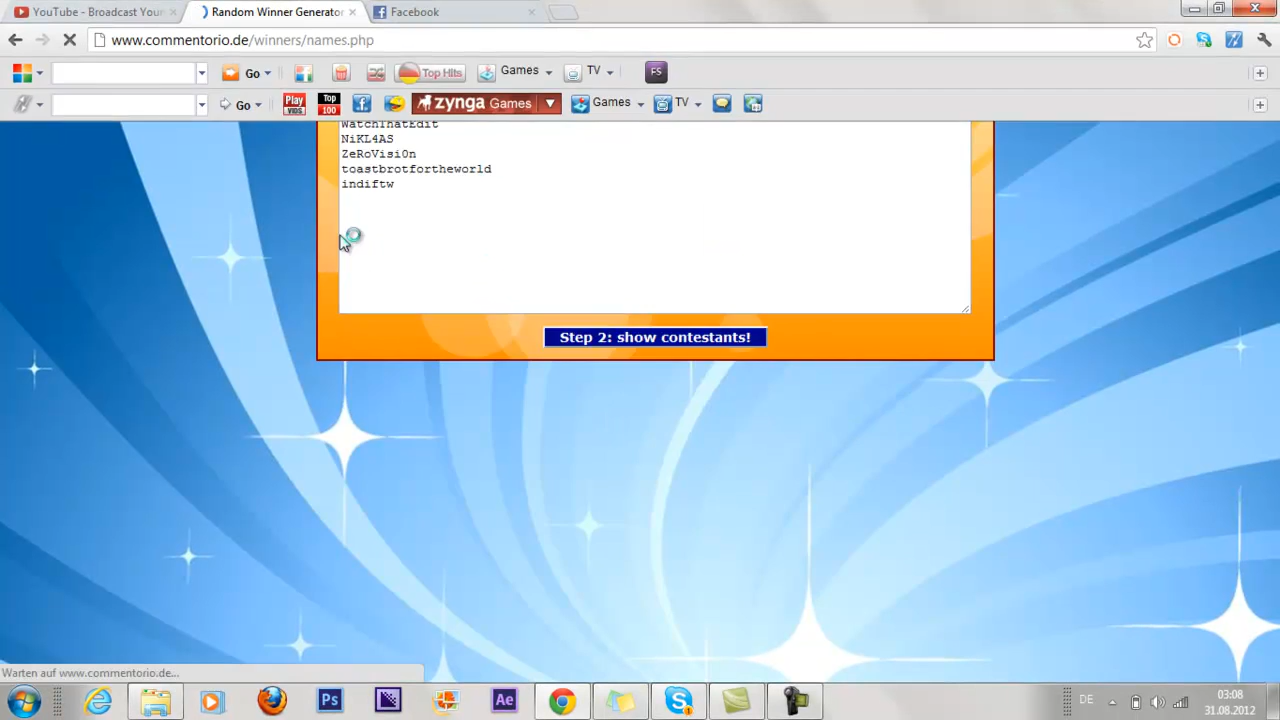 YouTube - Broadcast Your
Random Winner Generator
Facebook
www.commentorio.de/winners/names.php
Go
Top Hits
Games
TV
FS
Go
Play VIDS
Top 100
zynga Games
Games
TV
WatchThatEdit
NiKL4AS
ZeRoVisi0n
toastbrotfortheworld
indiftw
Step 2: show contestants!
Warten auf www.commentorio.de...
Ps
Ae
DE
03:08
31.08.2012